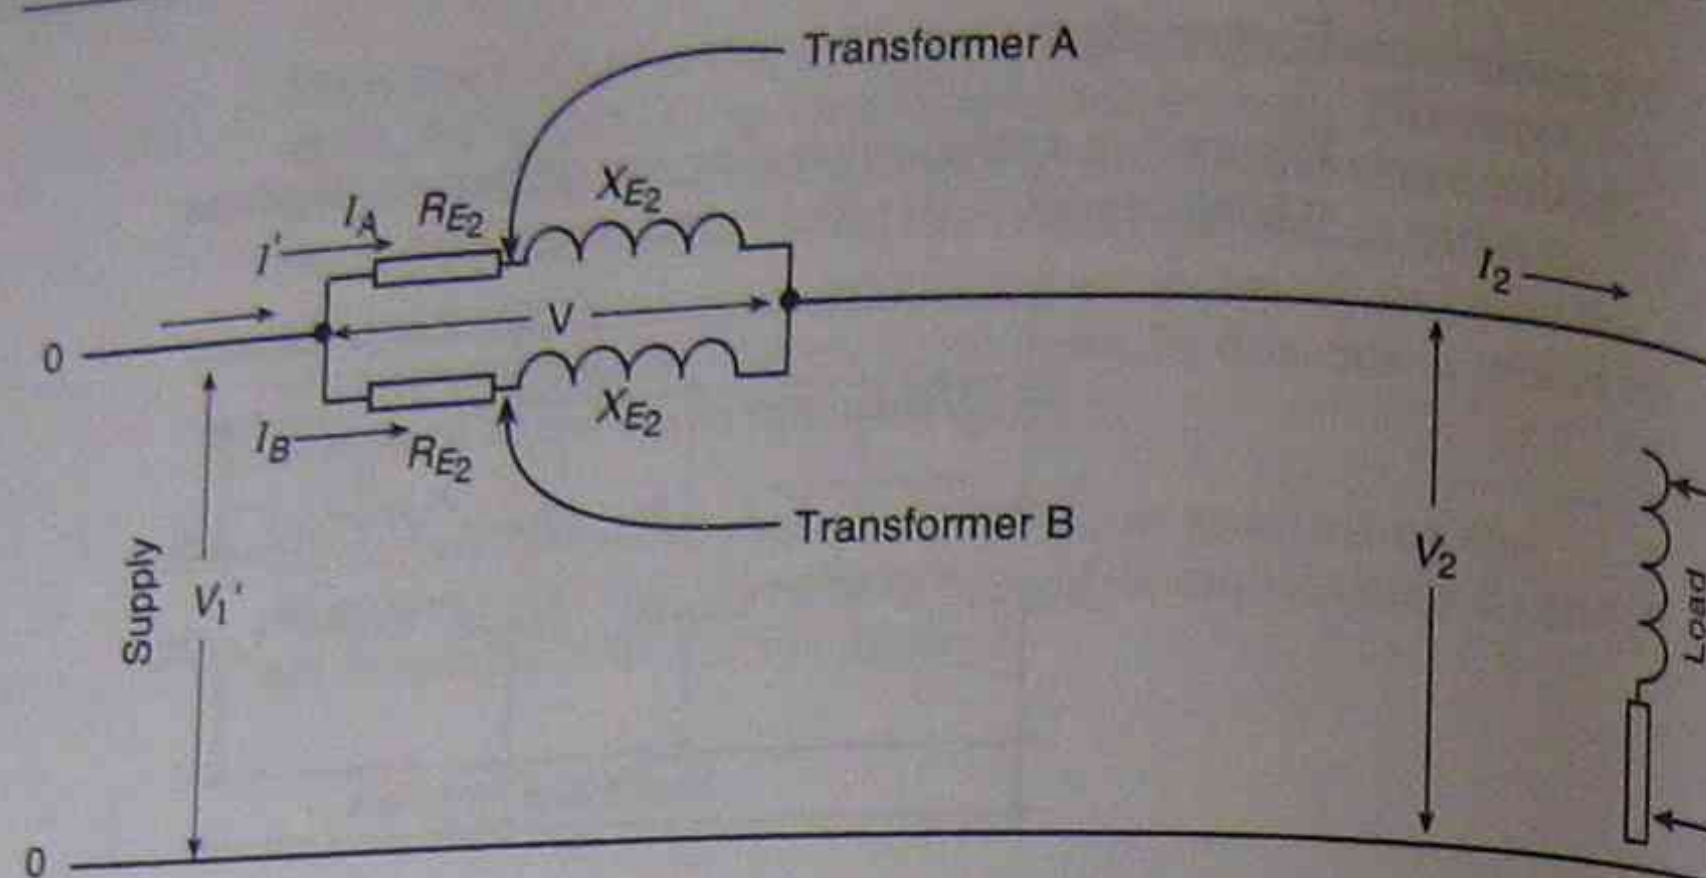 Transformer A
X_E2
I_A R_E2
I'
I_2
V
0
X_E2
I_B R_E2
Transformer B
V_2
Supply
V_1'
Load
0